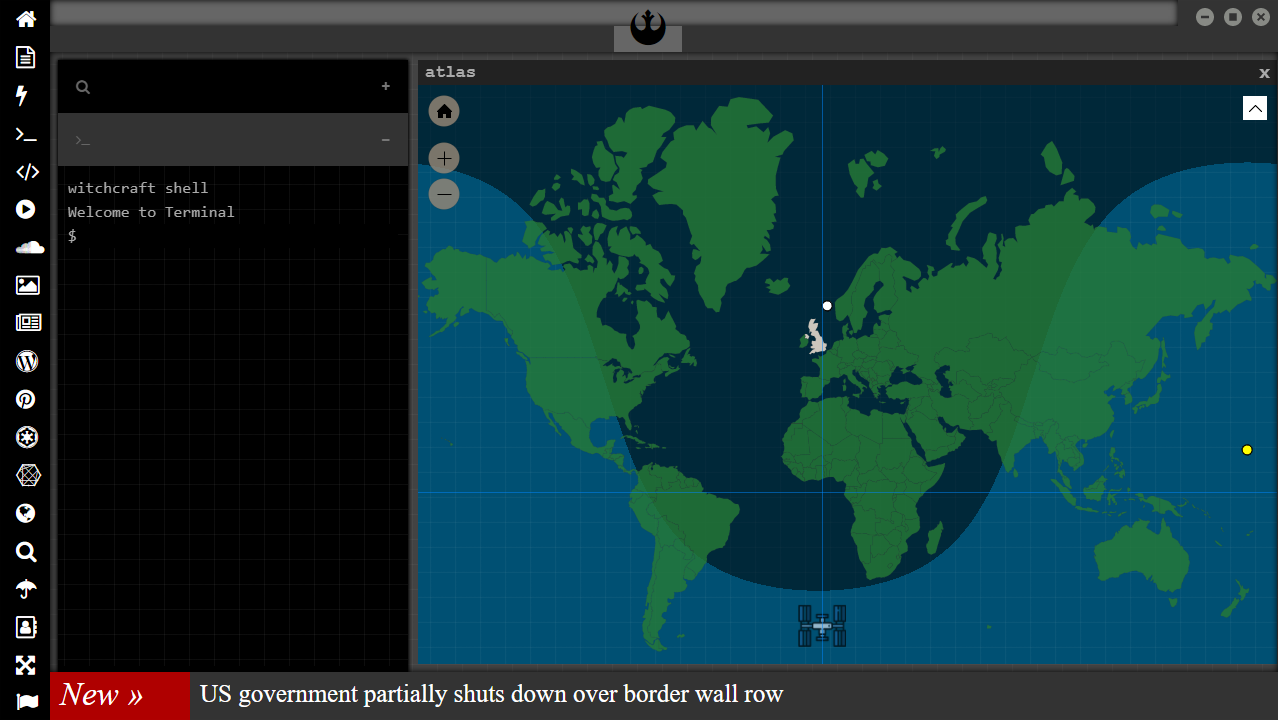 atlas
x
+
>_
−
witchcraft shell
Welcome to Terminal
$
New »
US government partially shuts down over border wall row